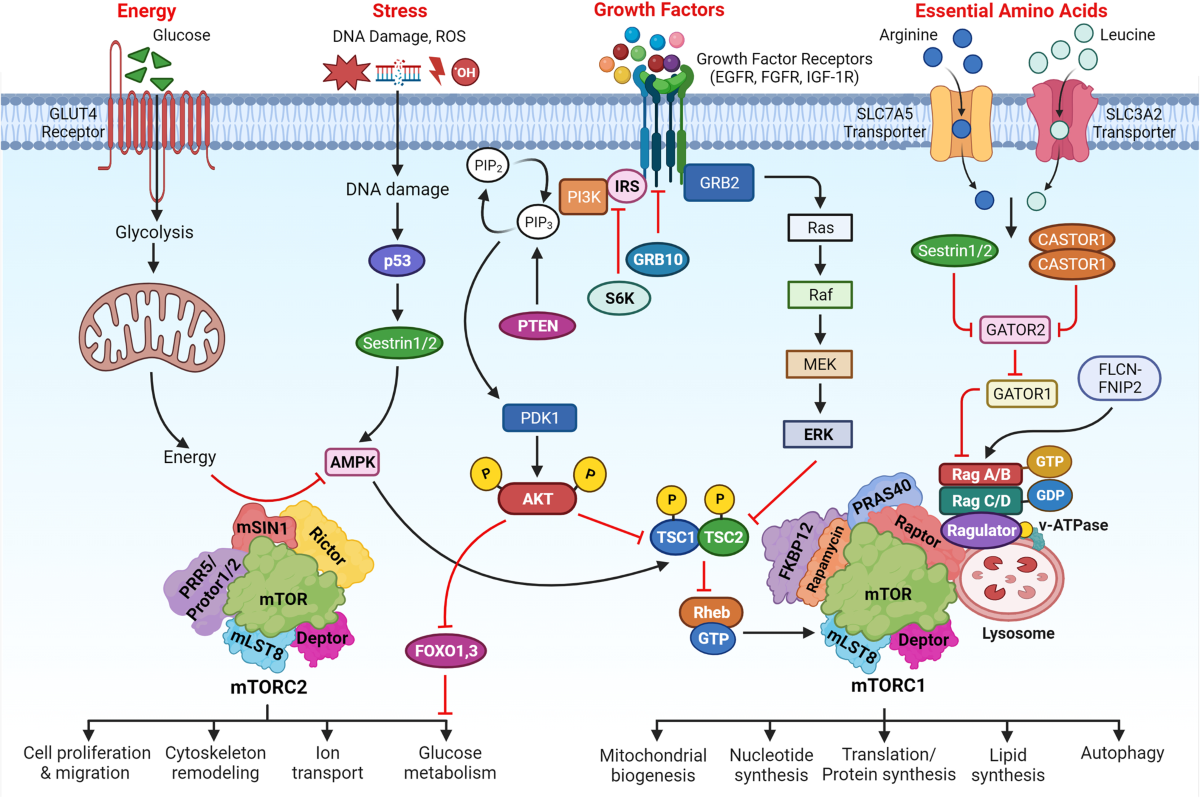 Energy
Stress
Growth Factors
Essential Amino Acids
Glucose
DNA Damage, ROS
•OH
Growth Factor Receptors
(EGFR, FGFR, IGF-1R)
Arginine
Leucine
GLUT4
Receptor
SLC7A5
Transporter
SLC3A2
Transporter
PIP2
PIP3
PI3K
IRS
GRB2
DNA damage
Glycolysis
p53
Sestrin1/2
GRB10
S6K
PTEN
Ras
Raf
MEK
ERK
Sestrin1/2
CASTOR1
CASTOR1
GATOR2
GATOR1
FLCN-
FNIP2
PDK1
Energy
AMPK
P
P
AKT
P
P
TSC1
TSC2
Rheb
GTP
FOXO1,3
Rag A/B
GTP
Rag C/D
GDP
Ragulator
v-ATPase
Lysosome
mSIN1
Rictor
PRR5/
Protor1/2
mTOR
mLST8
Deptor
mTORC2
PRAS40
FKBP12
Rapamycin
Raptor
mTOR
mLST8
Deptor
mTORC1
Cell proliferation
& migration
Cytoskeleton
remodeling
Ion
transport
Glucose
metabolism
Mitochondrial
biogenesis
Nucleotide
synthesis
Translation/
Protein synthesis
Lipid
synthesis
Autophagy